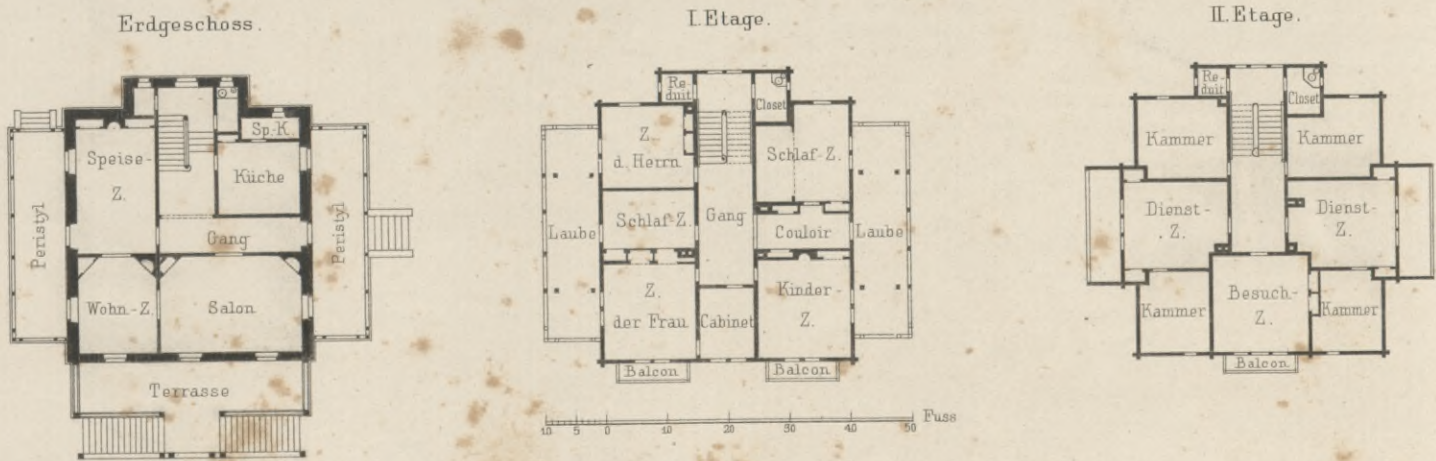 Erdgeschoss.
Sp.-K.
Speise-
Z.
Küche
Peristyl
Gang
Peristyl
Wohn.-Z.
Salon
Terrasse
I. Etage.
Re-
duit
Closet
Z.
d. Herrn
Schlaf-Z.
Laube
Schlaf-Z.
Gang
Couloir
Laube
Z.
der Frau
Cabinet
Kinder-
Z.
Balcon
Balcon
10 5 0 10 20 30 40 50 Fuss
II. Etage.
Re-
duit
Closet
Kammer
Kammer
Dienst-
Z.
Dienst-
Z.
Kammer
Besuch-
Z.
Kammer
Balcon